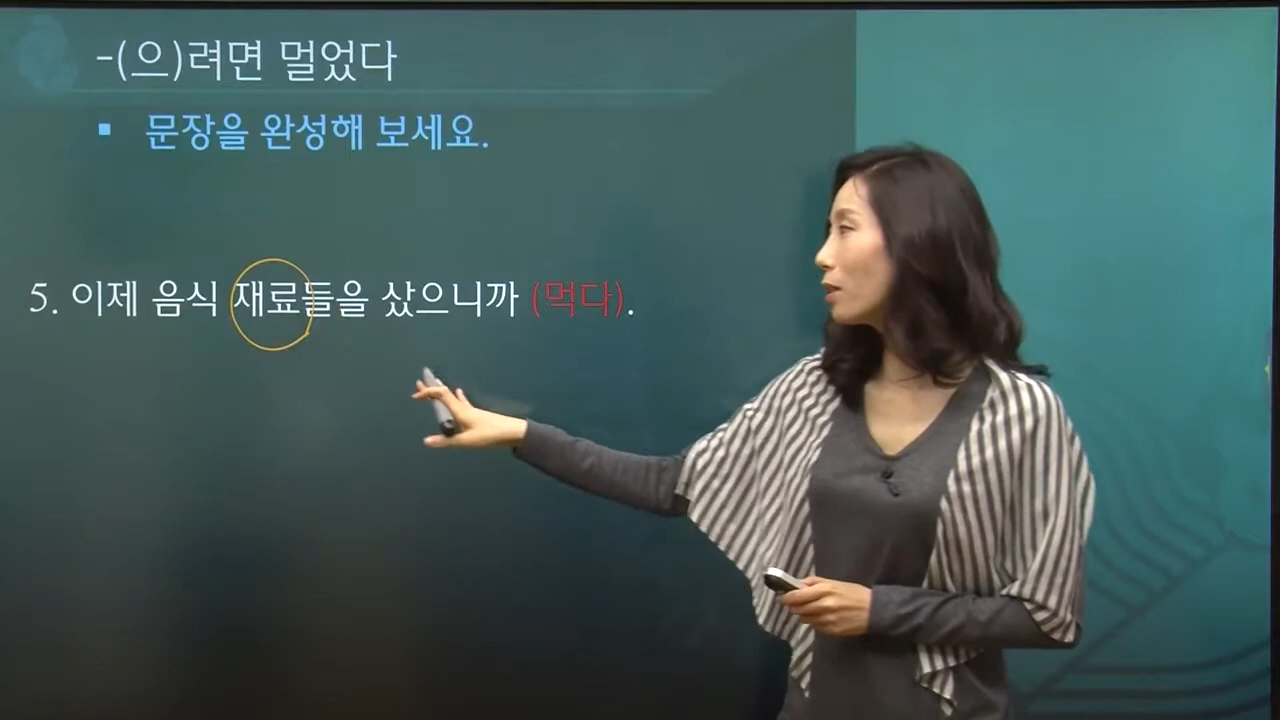 -(으)려면 멀었다
▪ 문장을 완성해 보세요.
5. 이제 음식 재료들을 샀으니까 (먹다).